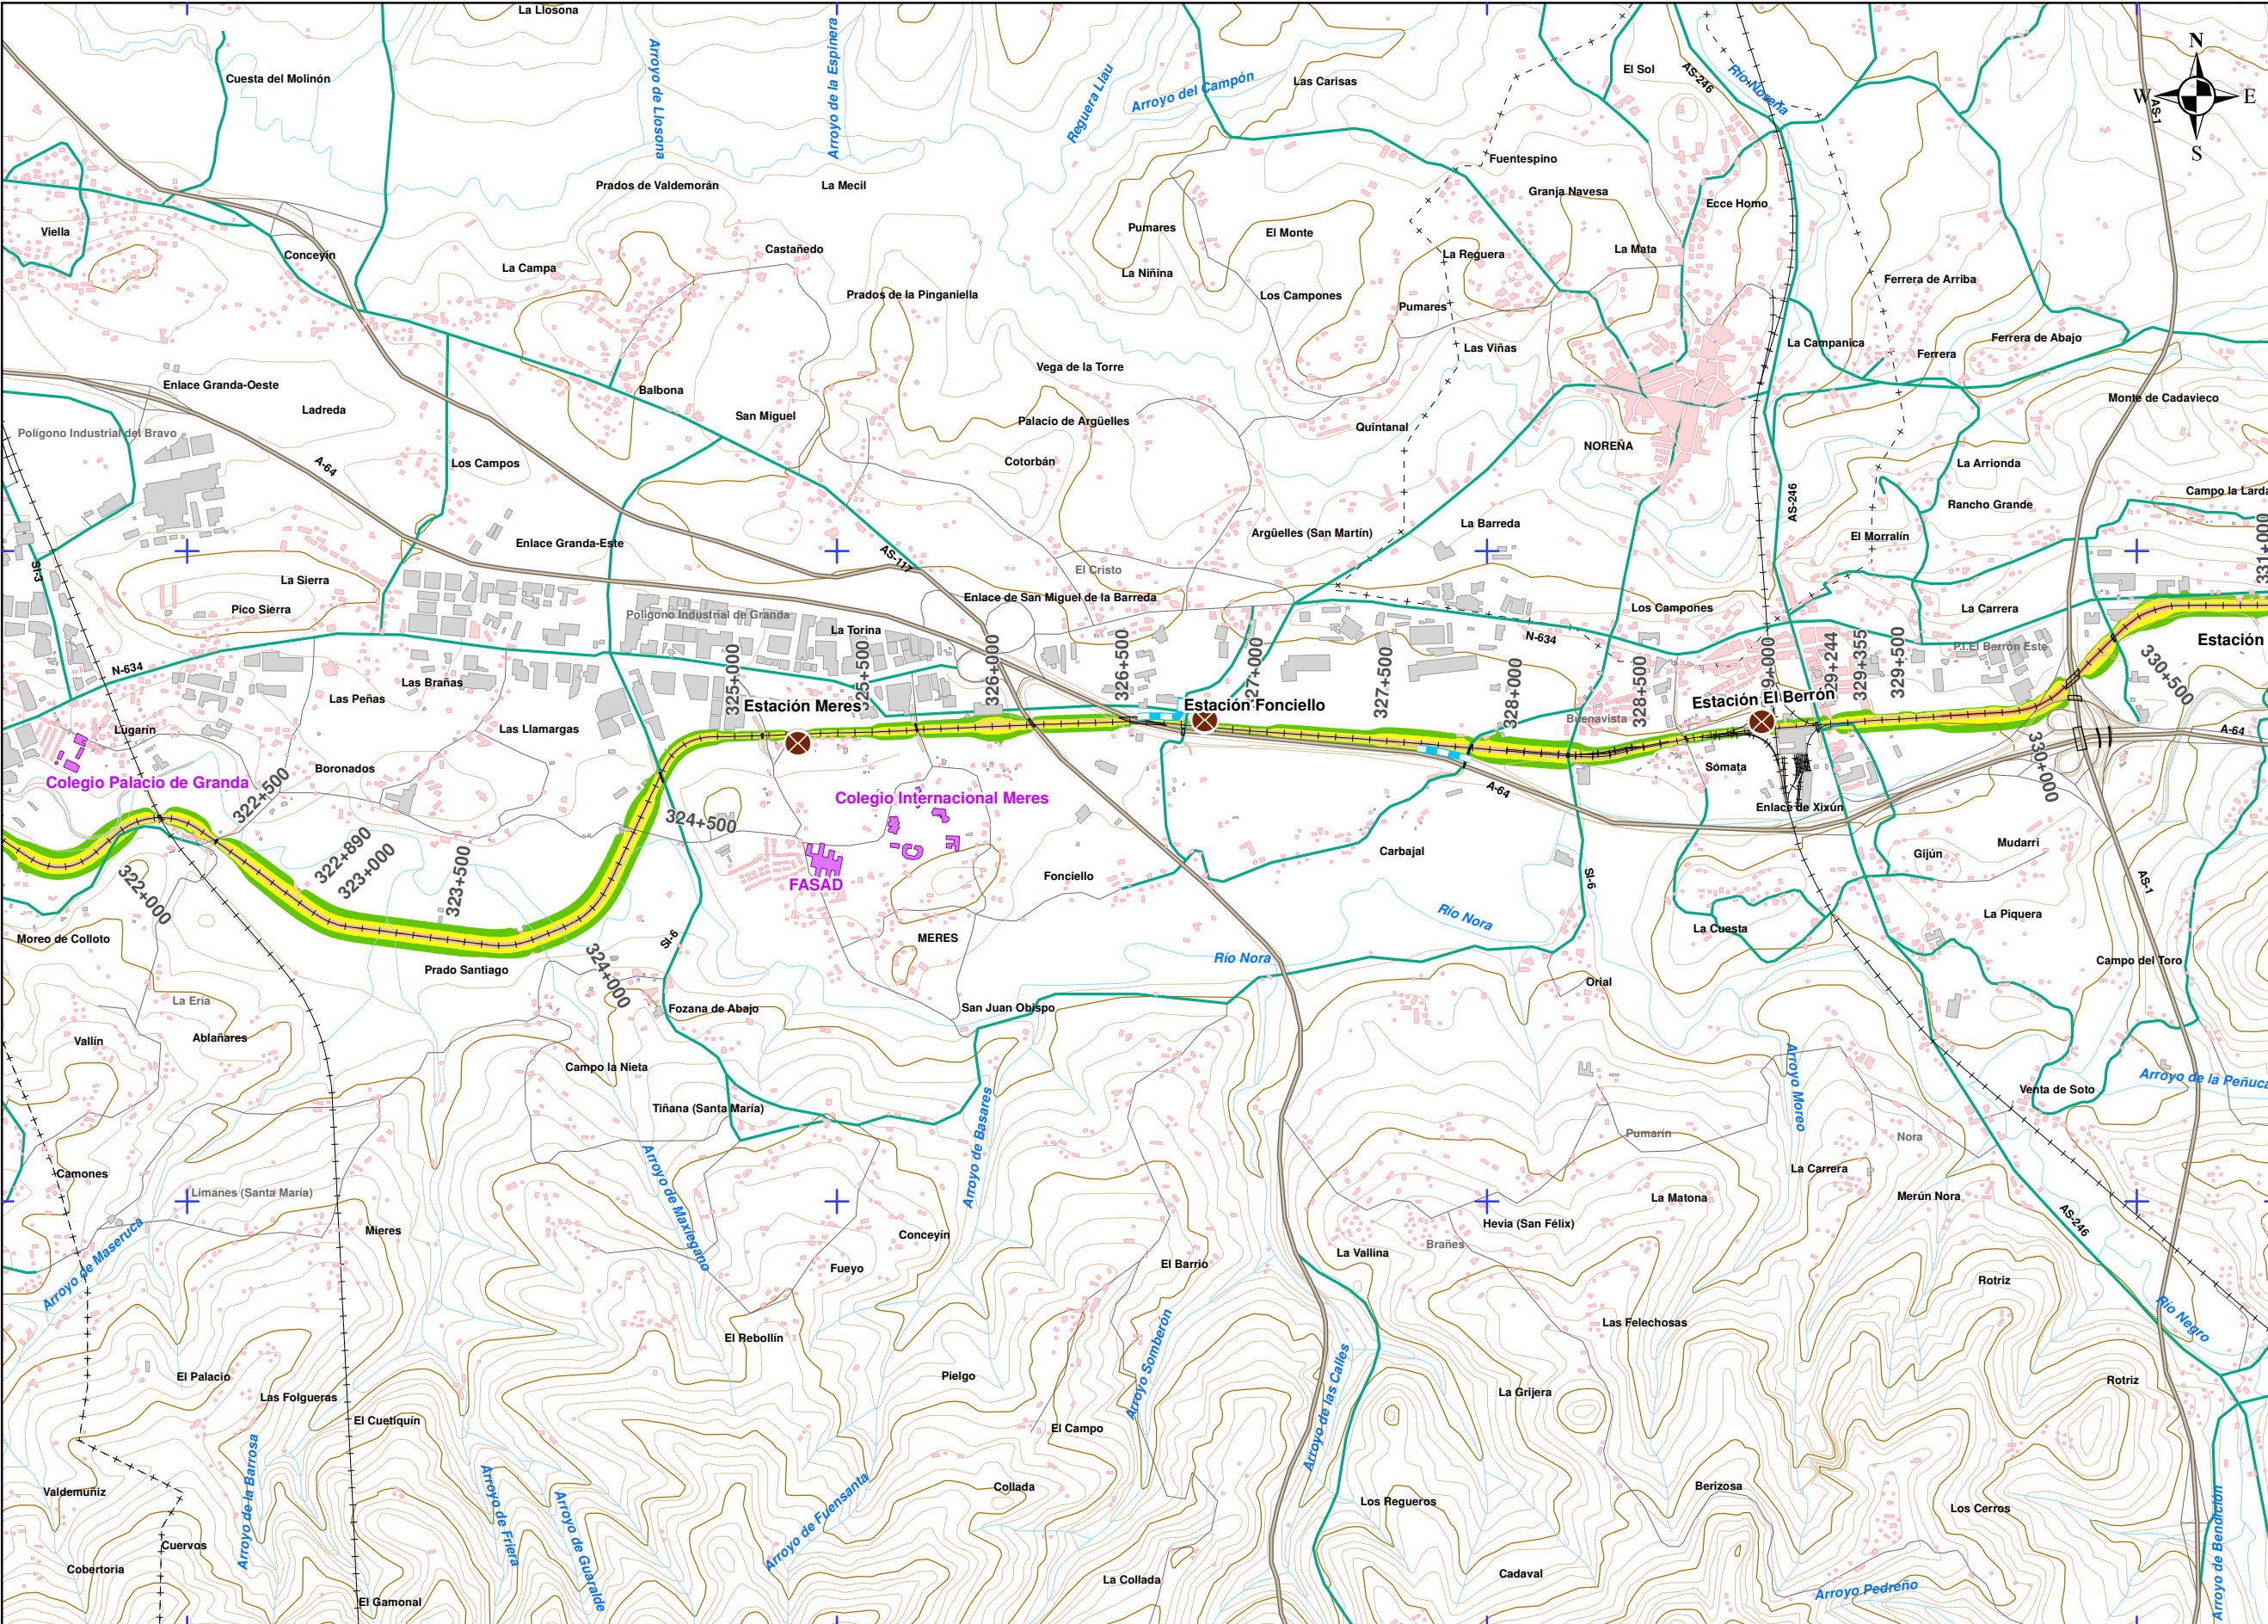 La Llosona
N
W
E
S
Cuesta del Molinón
Arroyo de Llosona
Arroyo de la Espinera
Reguera Llau
Arroyo del Campón
Las Carisas
El Sol
AS-246
Río Noreña
AS-1
Fuentespino
Prados de Valdemorán
La Mecil
Granja Navesa
Ecce Homo
Viella
Conceyín
Pumares
El Monte
Castañedo
La Campa
La Niñina
La Reguera
La Mata
Ferrera de Arriba
Prados de la Pinganiella
Los Campones
Pumares
Ferrera de Abajo
La Campanica
Ferrera
Las Viñas
Vega de la Torre
Enlace Granda-Oeste
Balbona
Monte de Cadavieco
Ladreda
San Miguel
Palacio de Argüelles
Quintanal
Polígono Industrial del Bravo
NOREÑA
A-64
Los Campos
Cotorbán
La Arrionda
Campo la Larda
Rancho Grande
AS-246
Argüelles (San Martín)
La Barreda
El Morralín
Enlace Granda-Este
AS-117
331+000
SI-3
La Sierra
El Cristo
Pico Sierra
Enlace de San Miguel de la Barreda
Los Campones
La Carrera
Polígono Industrial de Granda
La Torina
N-634
P.I.El Berrón Este
Estación
N-634
Las Brañas
Las Peñas
325+000
325+500
326+000
326+500
327+000
327+500
328+000
328+500
329+000
329+244
329+355
329+500
330+500
Estación Meres
Estación Fonciello
Estación El Berrón
Buenavista
Lugarín
Las Llamargas
A-64
Boronados
Colegio Palacio de Granda
322+500
Somata
330+000
Colegio Internacional Meres
A-64
Enlace de Xixún
324+500
322+890
323+000
323+500
Carbajal
Mudarri
Gijún
322+000
FASAD
Fonciello
SI-6
AS-1
Río Nora
La Piquera
La Cuesta
Moreo de Colloto
SI-6
MERES
Prado Santiago
324+000
Río Nora
Campo del Toro
Orial
La Ería
Fozana de Abajo
San Juan Obispo
Vallín
Ablañares
Campo la Nieta
Arroyo Moreo
Arroyo de la Peñuca
Venta de Soto
Tiñana (Santa María)
Arroyo de Basares
Pumarín
Nora
Camones
Arroyo de Maxiegano
La Carrera
Limanes (Santa María)
La Matona
Merún Nora
Mieres
Conceyín
Hevia (San Félix)
AS-246
Arroyo de Maseruca
Brañes
La Vallina
Fueyo
El Barrio
Rotriz
Río Negro
El Rebollín
Las Felechosas
Arroyo Somberón
Arroyo de las Calles
El Palacio
Pielgo
Las Folgueras
La Grijera
Rotriz
El Cuetiquín
El Campo
Valdemuñiz
Arroyo de la Barrosa
Arroyo de Friera
Arroyo de Guaralde
Arroyo de Fuensanta
Collada
Los Regueros
Berizosa
Los Cerros
Arroyo de Bendición
Cuervos
Cobertoria
La Collada
Cadaval
Arroyo Pedreño
El Gamonal